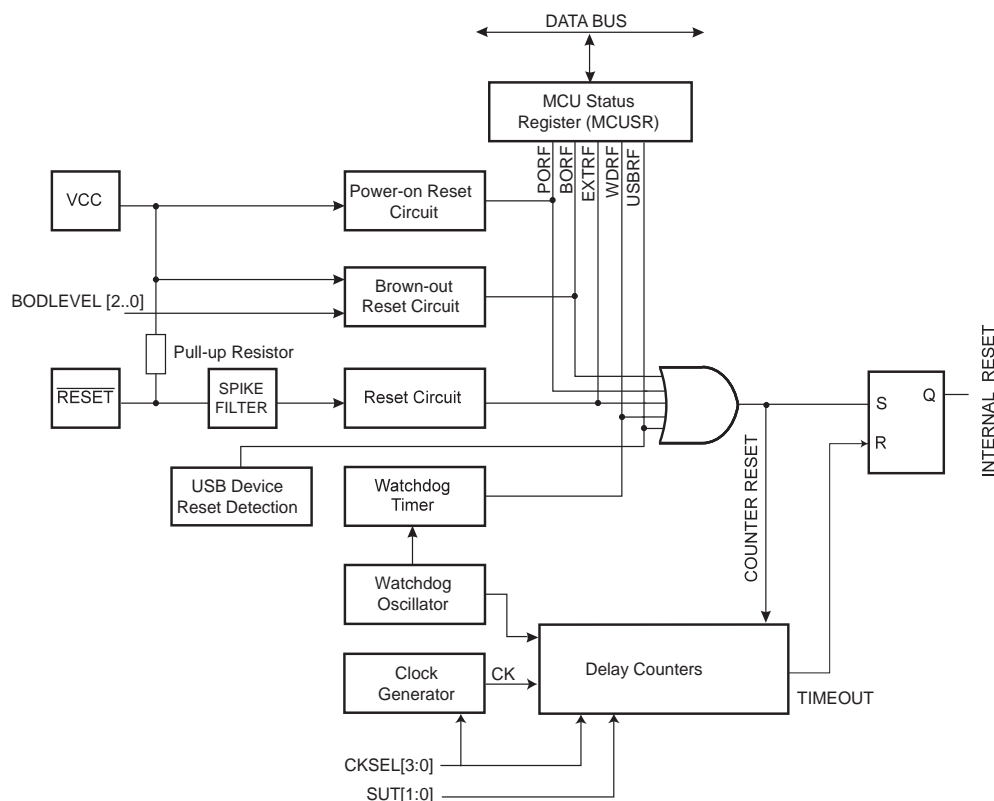 DATA BUS
MCU Status
Register (MCUSR)
PORF
BORF
EXTRF
WDRF
USBRF
VCC
Power-on Reset
Circuit
BODLEVEL [2..0]
Brown-out
Reset Circuit
Pull-up Resistor
RESET
SPIKE
FILTER
Reset Circuit
S
Q
R
INTERNAL RESET
USB Device
Reset Detection
Watchdog
Timer
COUNTER RESET
Watchdog
Oscillator
Clock
Generator
CK
Delay Counters
TIMEOUT
CKSEL[3:0]
SUT[1:0]